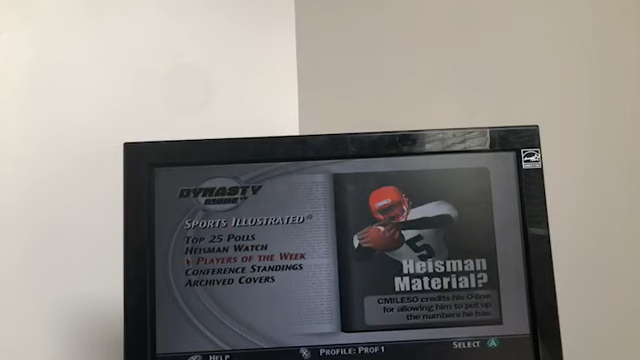 DYNASTY
MODE
SPORTS ILLUSTRATED
TOP 25 POLLS
HEISMAN WATCH
PLAYERS OF THE WEEK
CONFERENCE STANDINGS
ARCHIVED COVERS
5
Heisman
Material?
CMILESO credits his O-line
for allowing him to put up
the numbers he has.
HELP
PROFILE: PROF1
SELECT A